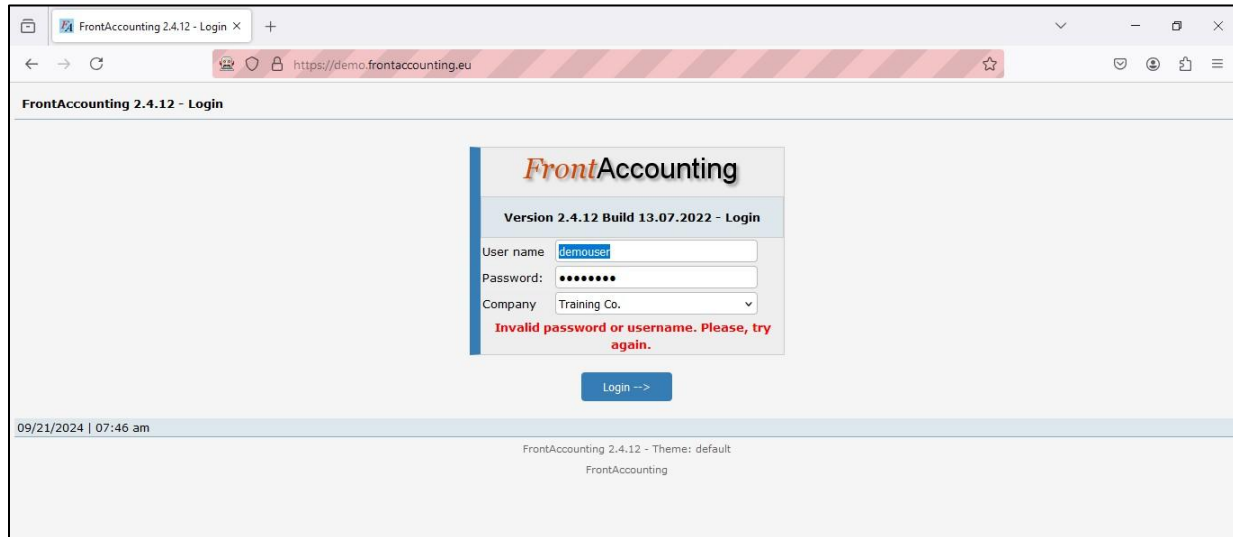 FrontAccounting 2.4.12 - Login
https://demo.frontaccounting.eu
FrontAccounting 2.4.12 - Login
FrontAccounting
Version 2.4.12 Build 13.07.2022 - Login
User name demouser
Password: ●●●●●●●●
Company Training Co.
Invalid password or username. Please, try
again.
Login -->
09/21/2024 | 07:46 am
FrontAccounting 2.4.12 - Theme: default
FrontAccounting